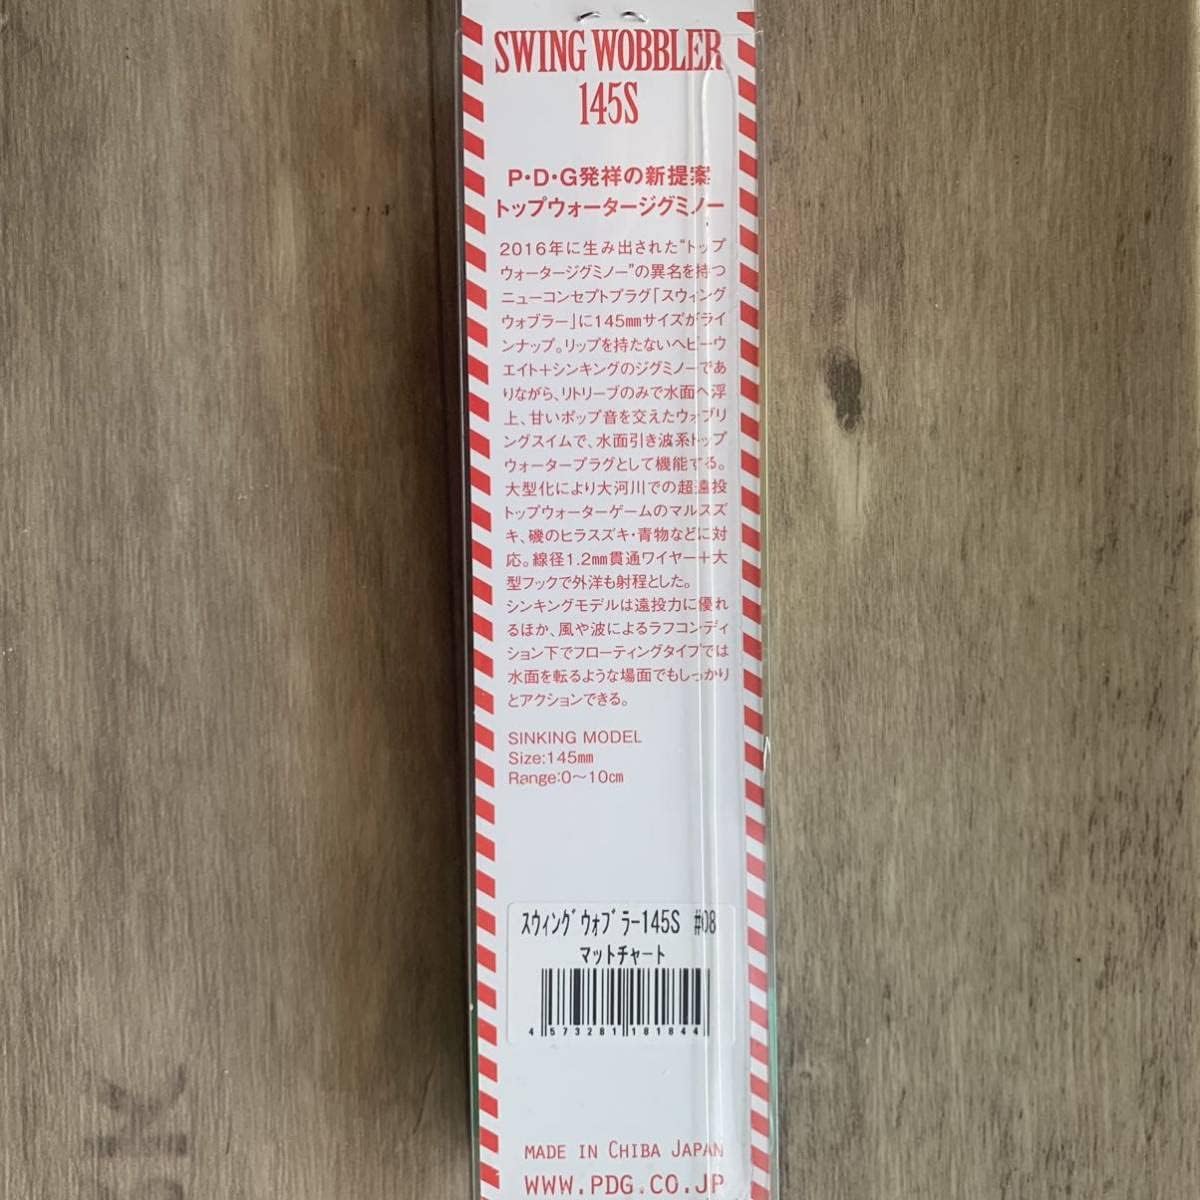 SWING WOBBLER
145S
P・D・G発祥の新提案
トップウォータージグミノー
2016年に生み出された“トップ
ウォータージグミノー”の異名を持つ
ニューコンセプトプラグ「スウィング
ウォブラー」に145㎜サイズがライ
ンナップ。リップを持たないヘビーウ
エイト＋シンキングのジグミノーであ
りながら、リトリーブのみで水面へ浮
上、甘いポップ音を交えたウォブリ
ングスイムで、水面引き波系トップ
ウォータープラグとして機能する。
大型化により大河川での超遠投
トップウォーターゲームのマルスズ
キ、磯のヒラスズキ・青物などに対
応。線径1.2㎜貫通ワイヤー＋大
型フックで外洋も射程とした。
シンキングモデルは遠投力に優れ
るほか、風や波によるラフコンディ
ション下でフローティングタイプでは
水面を転るような場面でもしっかり
とアクションできる。
SINKING MODEL
Size:145㎜
Range:0〜10㎝
ｽｳｨﾝｸﾞｳｫﾌﾞﾗｰ145S #08
マットチャート
4 573281 181844
MADE IN CHIBA JAPAN
WWW.PDG.CO.JP